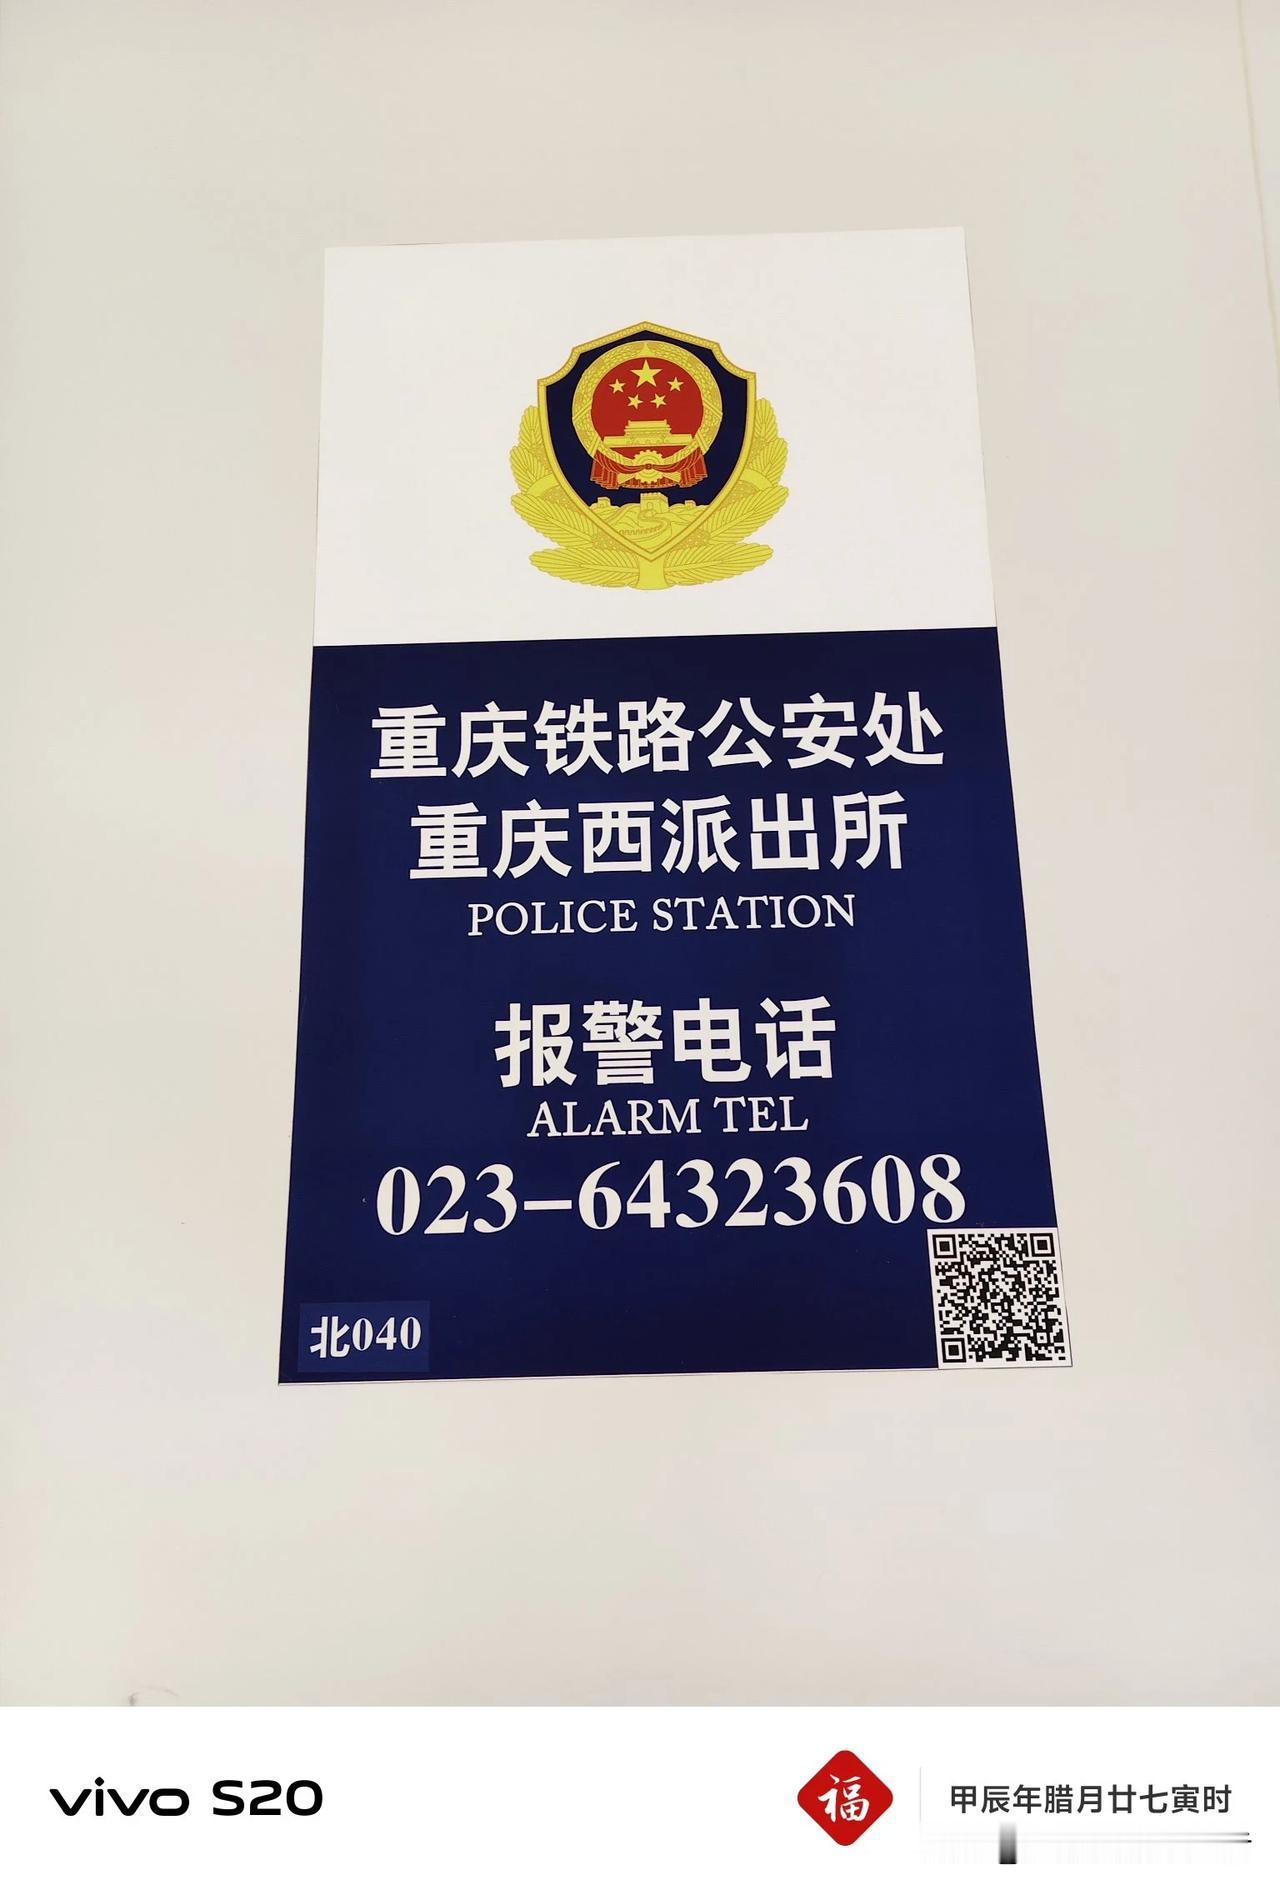 重庆铁路公安处
重庆西派出所
POLICE STATION
报警电话
ALARM TEL
023-64323608
北040
vivo S20
福
甲辰年腊月廿七寅时